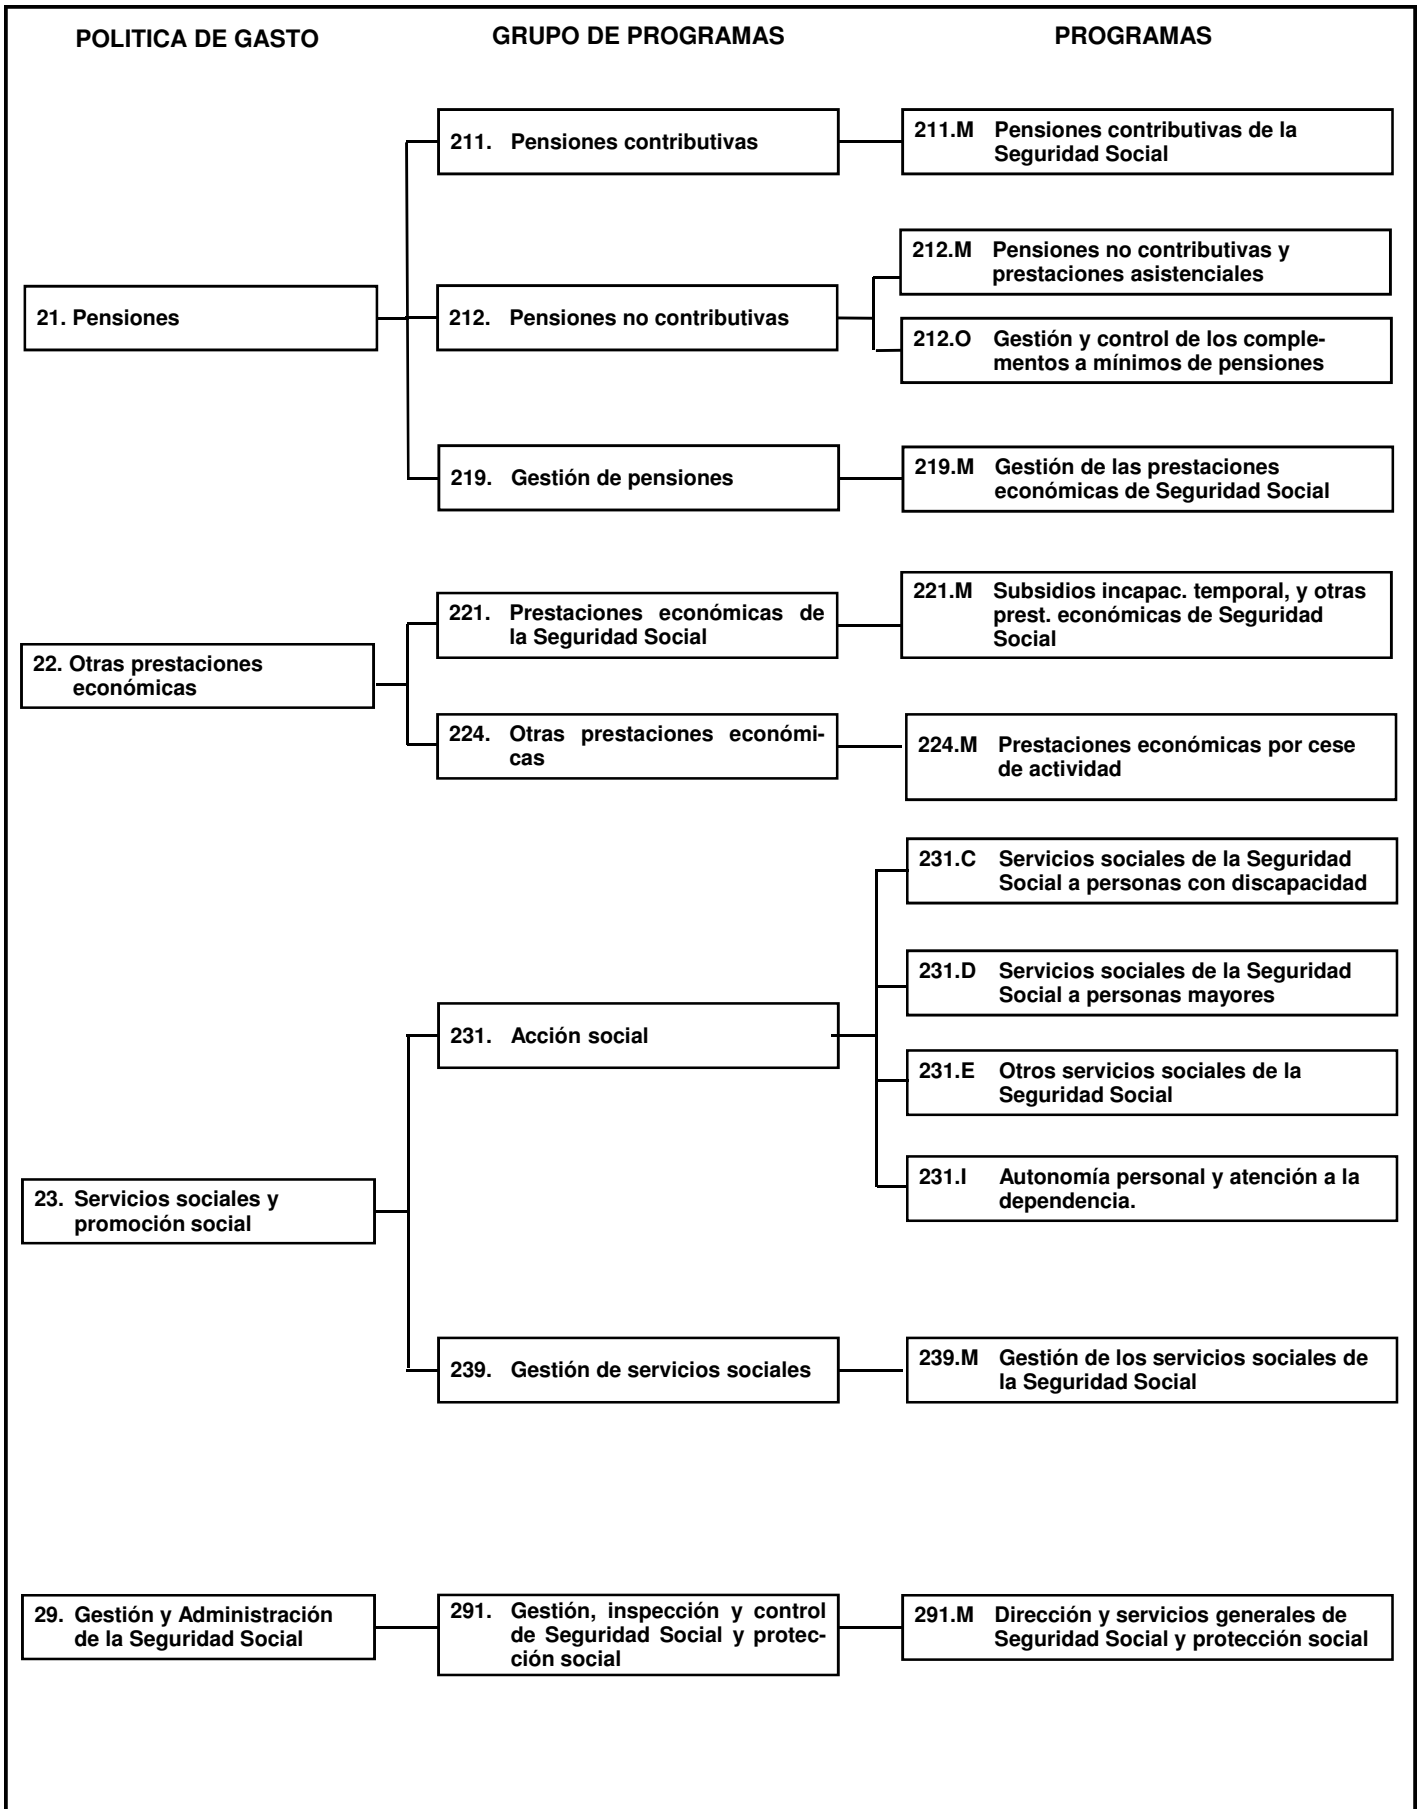 POLITICA DE GASTO
GRUPO DE PROGRAMAS
PROGRAMAS
21. Pensiones
211. Pensiones contributivas
211.M Pensiones contributivas de la
Seguridad Social
212. Pensiones no contributivas
212.M Pensiones no contributivas y
prestaciones asistenciales
212.O Gestión y control de los comple-
mentos a mínimos de pensiones
219. Gestión de pensiones
219.M Gestión de las prestaciones
económicas de Seguridad Social
22. Otras prestaciones
económicas
221. Prestaciones económicas de
la Seguridad Social
221.M Subsidios incapac. temporal, y otras
prest. económicas de Seguridad
Social
224. Otras prestaciones económi-
cas
224.M Prestaciones económicas por cese
de actividad
23. Servicios sociales y
promoción social
231. Acción social
231.C Servicios sociales de la Seguridad
Social a personas con discapacidad
231.D Servicios sociales de la Seguridad
Social a personas mayores
231.E Otros servicios sociales de la
Seguridad Social
231.I Autonomía personal y atención a la
dependencia.
239. Gestión de servicios sociales
239.M Gestión de los servicios sociales de
la Seguridad Social
29. Gestión y Administración
de la Seguridad Social
291. Gestión, inspección y control
de Seguridad Social y protec-
ción social
291.M Dirección y servicios generales de
Seguridad Social y protección social